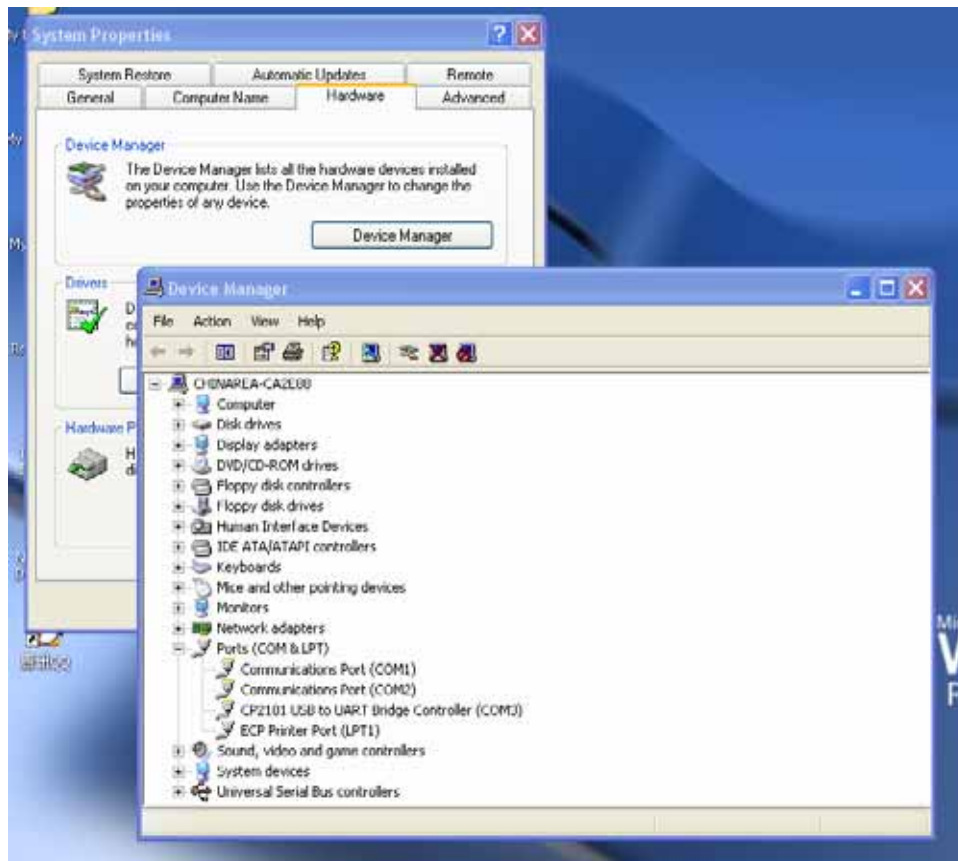 System Properties
System Restore
Automatic Updates
Remote
General
Computer Name
Hardware
Advanced
Device Manager
The Device Manager lists all the hardware devices installed
on your computer. Use the Device Manager to change the
properties of any device.
Device Manager
Drivers
Device Manager
File Action View Help
Computer
Disk drives
Display adapters
DVD/CD-ROM drives
Floppy disk controllers
Floppy disk drives
Human Interface Devices
IDE ATA/ATAPI controllers
Keyboards
Mice and other pointing devices
Monitors
Network adapters
Ports (COM & LPT)
Communications Port (COM1)
Communications Port (COM2)
CP2101 USB to UART Bridge Controller (COM3)
ECP Printer Port (LPT1)
Sound, video and game controllers
System devices
Universal Serial Bus controllers
Hardware P